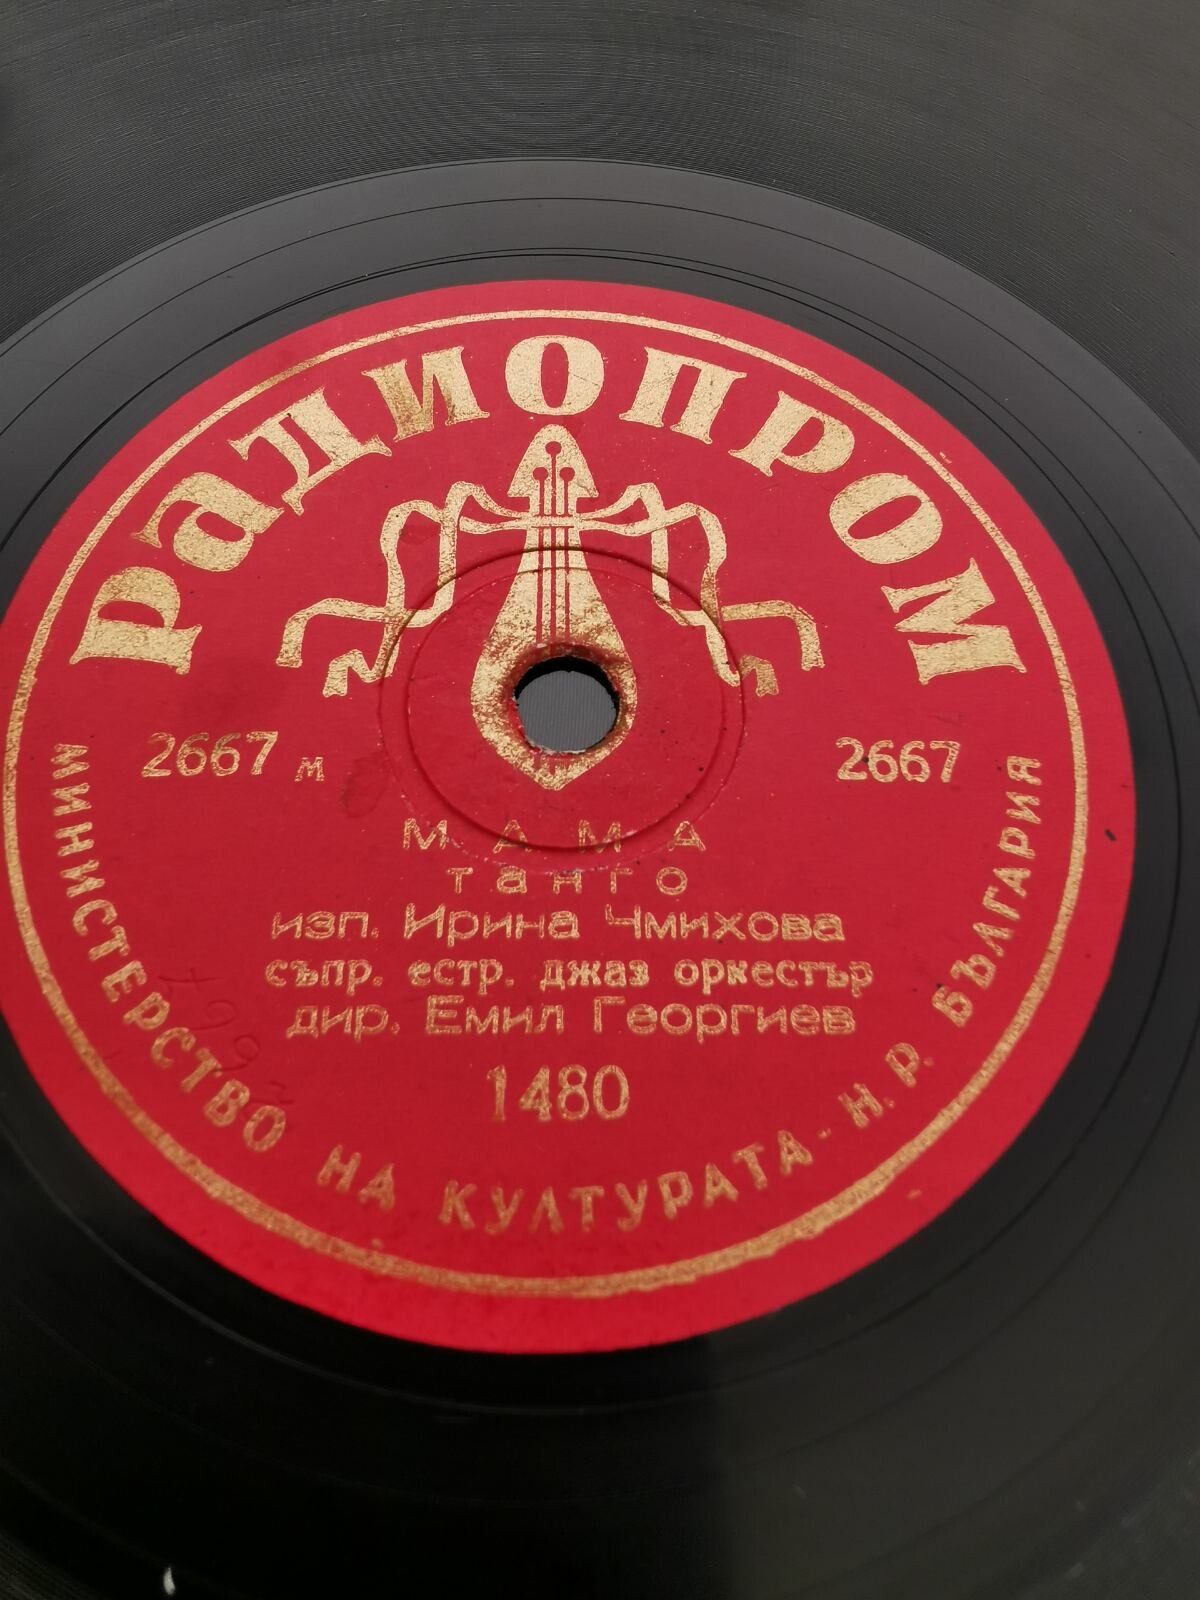 РаДИОПРОМ
2667 м 2667
МАМА
танго
изп. Ирина Чмихова
съпр. естр. джаз оркестър
дир. Емил Георгиев
1480
МИНИСТЕРСТВО НА КУЛТУРАТА - Н. Р. БЪЛГАРИЯ